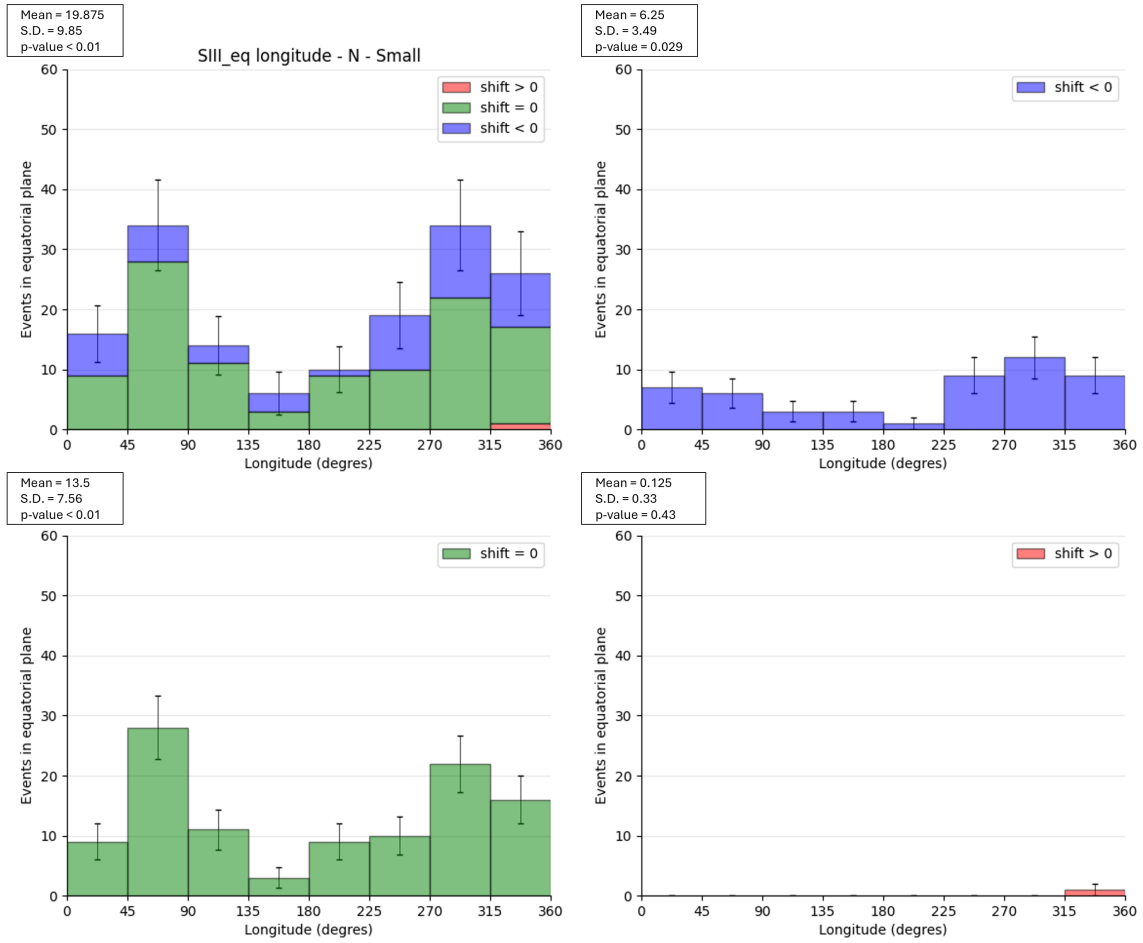 Mean = 19.875
S.D. = 9.85
p-value < 0.01
SIII_eq longitude - N - Small
shift > 0
shift = 0
shift < 0
Events in equatorial plane
60
50
40
30
20
10
0
0 45 90 135 180 225 270 315 360
Longitude (degres)
Mean = 6.25
S.D. = 3.49
p-value = 0.029
shift < 0
Events in equatorial plane
60
50
40
30
20
10
0
0 45 90 135 180 225 270 315 360
Longitude (degres)
Mean = 13.5
S.D. = 7.56
p-value < 0.01
shift = 0
Events in equatorial plane
60
50
40
30
20
10
0
0 45 90 135 180 225 270 315 360
Longitude (degres)
Mean = 0.125
S.D. = 0.33
p-value = 0.43
shift > 0
Events in equatorial plane
60
50
40
30
20
10
0
0 45 90 135 180 225 270 315 360
Longitude (degres)